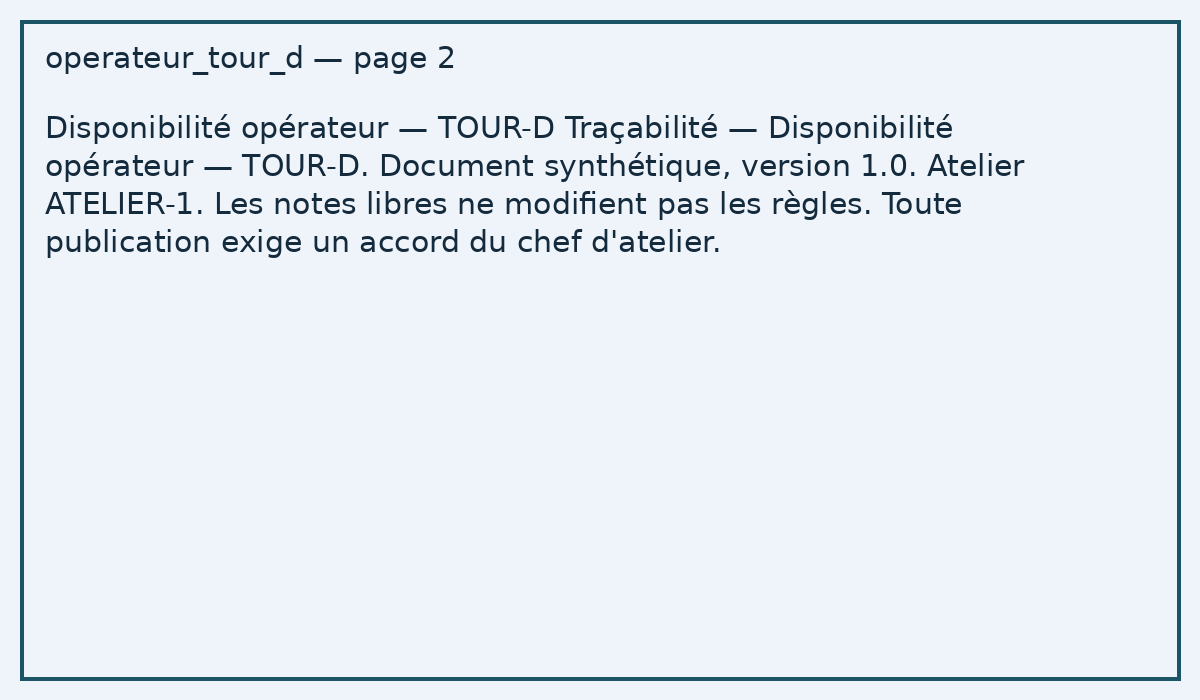 operateur_tour_d — page 2
Disponibilité opérateur — TOUR-D Traçabilité — Disponibilité
opérateur — TOUR-D. Document synthétique, version 1.0. Atelier
ATELIER-1. Les notes libres ne modifient pas les règles. Toute
publication exige un accord du chef d'atelier.